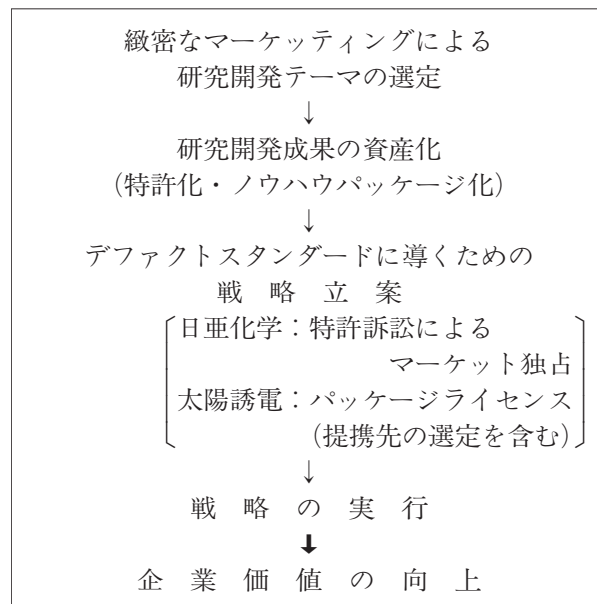 緻密なマーケッティングによる
研究開発テーマの選定
↓
研究開発成果の資産化
(特許化・ノウハウパッケージ化)
↓
デファクトスタンダードに導くための
戦略立案
日亜化学:特許訴訟による
マーケット独占
太陽誘電:パッケージライセンス
(提携先の選定を含む)
↓
戦略の実行
⬇
企業価値の向上